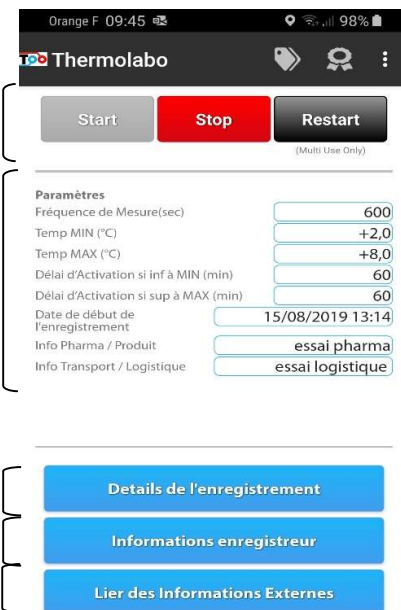 Orange F 09:45 98%
TPO Thermolabo
Start Stop Restart
(Multi Use Only)
Paramètres
Fréquence de Mesure(sec) 600
Temp MIN (°C) +2,0
Temp MAX (°C) +8,0
Délai d'Activation si inf à MIN (min) 60
Délai d'Activation si sup à MAX (min) 60
Date de début de
l'enregistrement 15/08/2019 13:14
Info Pharma / Produit essai pharma
Info Transport / Logistique essai logistique
Details de l'enregistrement
Informations enregistreur
Lier des Informations Externes